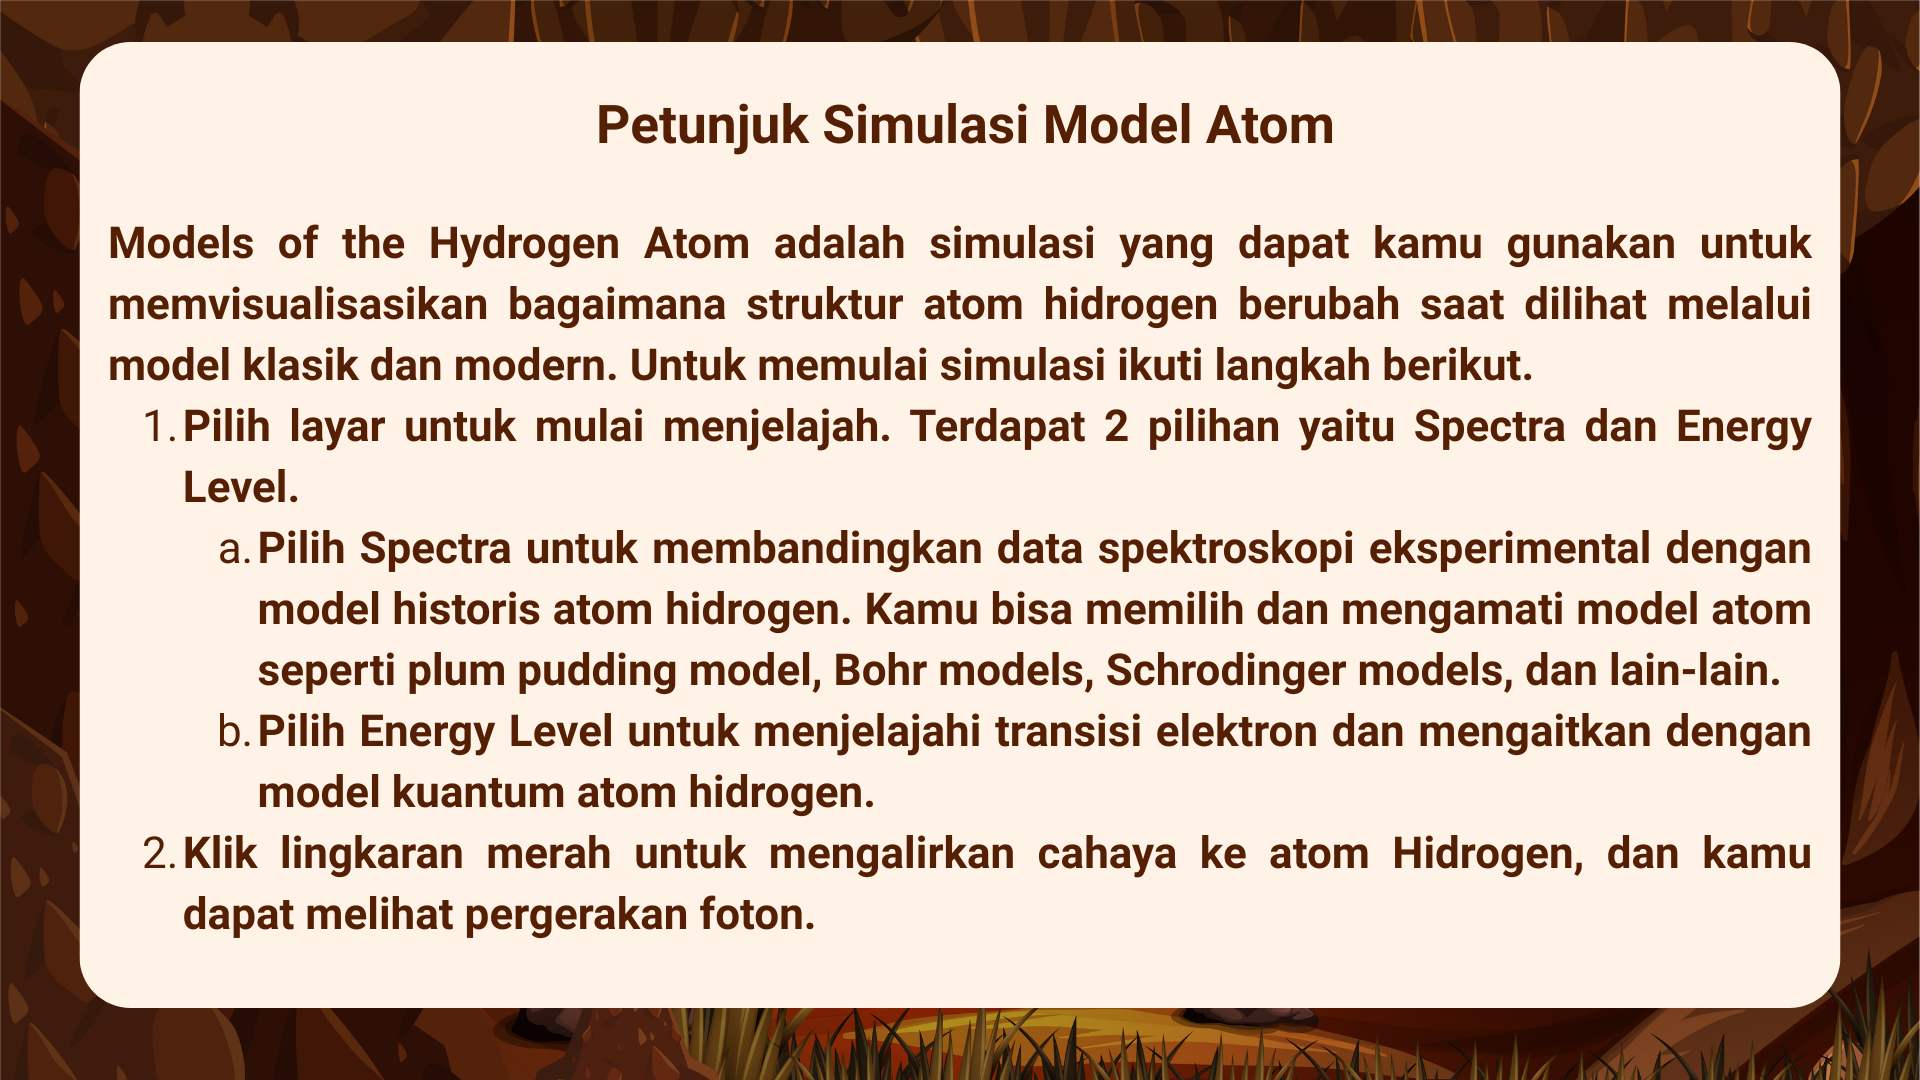 Petunjuk Simulasi Model Atom
Models of the Hydrogen Atom adalah simulasi yang dapat kamu gunakan untuk
memvisualisasikan bagaimana struktur atom hidrogen berubah saat dilihat melalui
model klasik dan modern. Untuk memulai simulasi ikuti langkah berikut.
1. Pilih layar untuk mulai menjelajah. Terdapat 2 pilihan yaitu Spectra dan Energy
Level.
a. Pilih Spectra untuk membandingkan data spektroskopi eksperimental dengan
model historis atom hidrogen. Kamu bisa memilih dan mengamati model atom
seperti plum pudding model, Bohr models, Schrodinger models, dan lain-lain.
b. Pilih Energy Level untuk menjelajahi transisi elektron dan mengaitkan dengan
model kuantum atom hidrogen.
2. Klik lingkaran merah untuk mengalirkan cahaya ke atom Hidrogen, dan kamu
dapat melihat pergerakan foton.